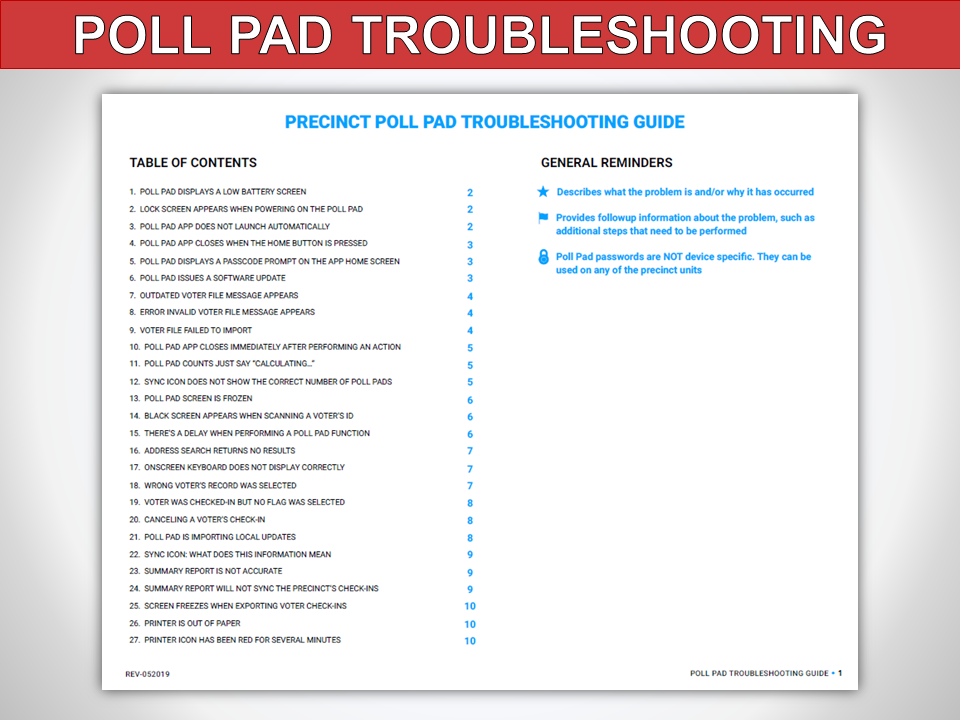 POLL PAD TROUBLESHOOTING
PRECINCT POLL PAD TROUBLESHOOTING GUIDE
TABLE OF CONTENTS
1. POLL PAD DISPLAYS A LOW BATTERY SCREEN 2
2. LOCK SCREEN APPEARS WHEN POWERING ON THE POLL PAD 2
3. POLL PAD APP DOES NOT LAUNCH AUTOMATICALLY 2
4. POLL PAD APP CLOSES WHEN THE HOME BUTTON IS PRESSED 3
5. POLL PAD DISPLAYS A PASSCODE PROMPT ON THE APP HOME SCREEN 3
6. POLL PAD ISSUES A SOFTWARE UPDATE 3
7. OUTDATED VOTER FILE MESSAGE APPEARS 4
8. ERROR INVALID VOTER FILE MESSAGE APPEARS 4
9. VOTER FILE FAILED TO IMPORT 4
10. POLL PAD APP CLOSES IMMEDIATELY AFTER PERFORMING AN ACTION 5
11. POLL PAD COUNTS JUST SAY "CALCULATING..." 5
12. SYNC ICON DOES NOT SHOW THE CORRECT NUMBER OF POLL PADS 5
13. POLL PAD SCREEN IS FROZEN 6
14. BLACK SCREEN APPEARS WHEN SCANNING A VOTER'S ID 6
15. THERE'S A DELAY WHEN PERFORMING A POLL PAD FUNCTION 6
16. ADDRESS SEARCH RETURNS NO RESULTS 7
17. ONSCREEN KEYBOARD DOES NOT DISPLAY CORRECTLY 7
18. WRONG VOTER'S RECORD WAS SELECTED 7
19. VOTER WAS CHECKED-IN BUT NO FLAG WAS SELECTED 8
20. CANCELING A VOTER'S CHECK-IN 8
21. POLL PAD IS IMPORTING LOCAL UPDATES 8
22. SYNC ICON: WHAT DOES THIS INFORMATION MEAN 9
23. SUMMARY REPORT IS NOT ACCURATE 9
24. SUMMARY REPORT WILL NOT SYNC THE PRECINCT'S CHECK-INS 9
25. SCREEN FREEZES WHEN EXPORTING VOTER CHECK-INS 10
26. PRINTER IS OUT OF PAPER 10
27. PRINTER ICON HAS BEEN RED FOR SEVERAL MINUTES 10
GENERAL REMINDERS
Describes what the problem is and/or why it has occurred
Provides followup information about the problem, such as
additional steps that need to be performed
Poll Pad passwords are NOT device specific. They can be
used on any of the precinct units
REV-052019
POLL PAD TROUBLESHOOTING GUIDE • 1